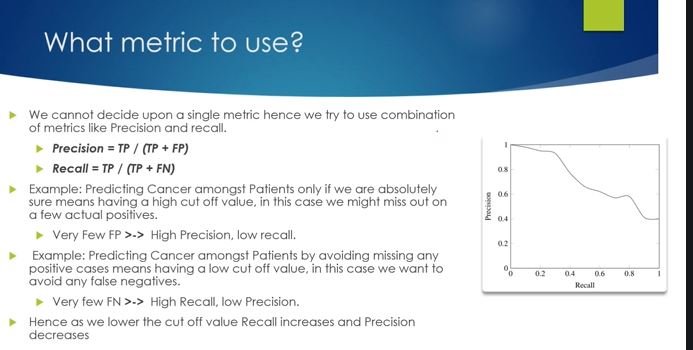 What metric to use?
We cannot decide upon a single metric hence we try to use combination
of metrics like Precision and recall.
Precision = TP / (TP + FP)
Recall = TP / (TP + FN)
Example: Predicting Cancer amongst Patients only if we are absolutely
sure means having a high cut off value, in this case we might miss out on
a few actual positives.
Very Few FP >-> High Precision, low recall.
Example: Predicting Cancer amongst Patients by avoiding missing any
positive cases means having a low cut off value, in this case we want to
avoid any false negatives.
Very few FN >-> High Recall, low Precision.
Hence as we lower the cut off value Recall increases and Precision
decreases
1
0.8
0.6
0.4
0.2
0
Precision
0 0.2 0.4 0.6 0.8 1
Recall